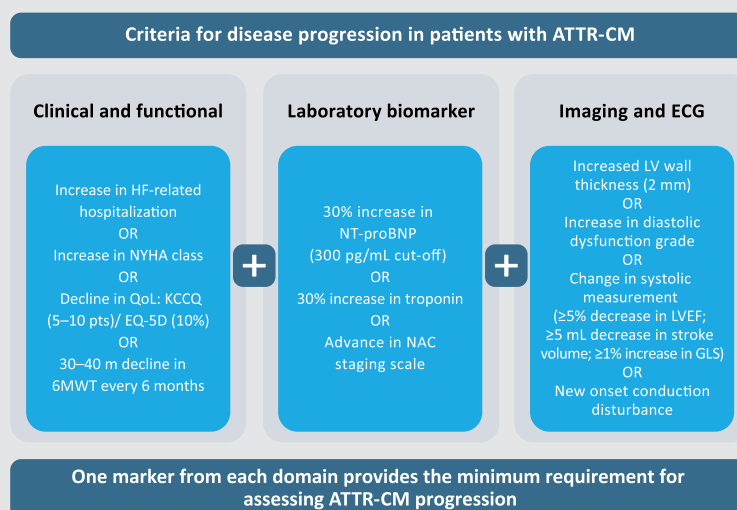 Criteria for disease progression in patients with ATTR-CM
Clinical and functional
Increase in HF-related
hospitalization
OR
Increase in NYHA class
OR
Decline in QoL: KCCQ
(5–10 pts)/ EQ-5D (10%)
OR
30–40 m decline in
6MWT every 6 months
+
Laboratory biomarker
30% increase in
NT-proBNP
(300 pg/mL cut-off)
OR
30% increase in troponin
OR
Advance in NAC
staging scale
+
Imaging and ECG
Increased LV wall
thickness (2 mm)
OR
Increase in diastolic
dysfunction grade
OR
Change in systolic
measurement
(≥5% decrease in LVEF;
≥5 mL decrease in stroke
volume; ≥1% increase in GLS)
OR
New onset conduction
disturbance
One marker from each domain provides the minimum requirement for
assessing ATTR-CM progression